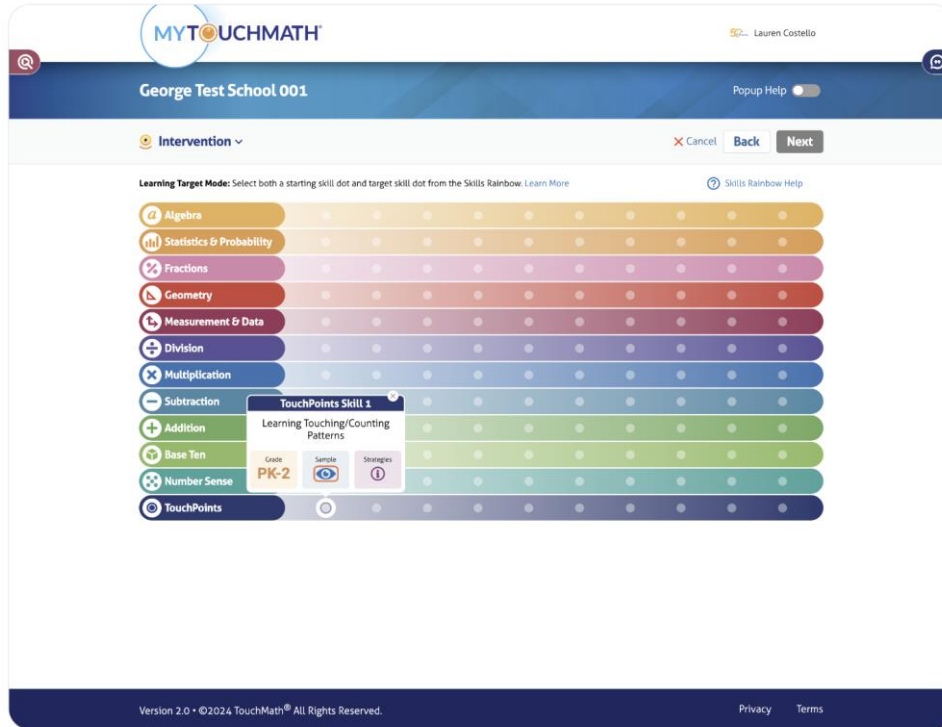 MYTOUCHMATH®
Lauren Costello
George Test School 001
Popup Help
Intervention
Cancel
Back
Next
Learning Target Mode: Select both a starting skill dot and target skill dot from the Skills Rainbow. Learn More
Skills Rainbow Help
Algebra
Statistics & Probability
Fractions
Geometry
Measurement & Data
Division
Multiplication
Subtraction
TouchPoints Skill 1
Learning Touching/Counting
Patterns
Addition
Grade
Sample
Strategies
PK-2
Base Ten
Number Sense
TouchPoints
Version 2.0 • ©2024 TouchMath® All Rights Reserved.
Privacy
Terms